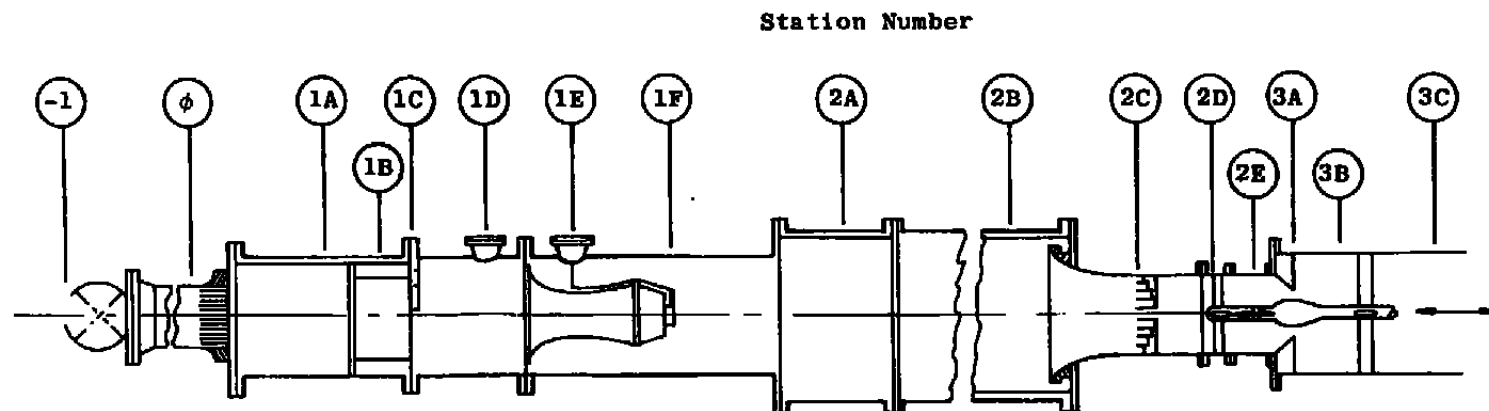 Station Number
-1 ϕ 1A 1C 1D 1E 1F 2A 2B 2C 2D 3A 3C
1B 2E 3B